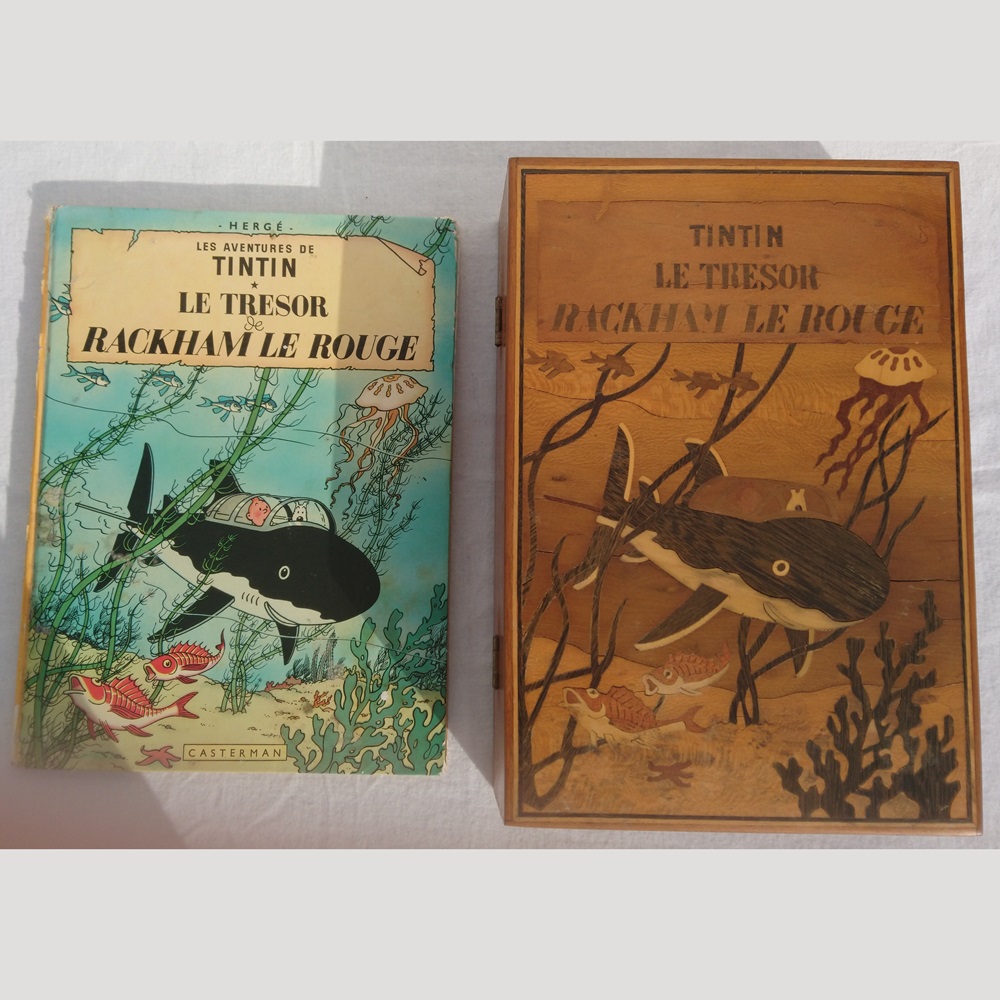 - HERGÉ -
LES AVENTURES DE
TINTIN
LE TRESOR
de
RACKHAM LE ROUGE
CASTERMAN
TINTIN
LE TRESOR
RACKHAM LE ROUGE